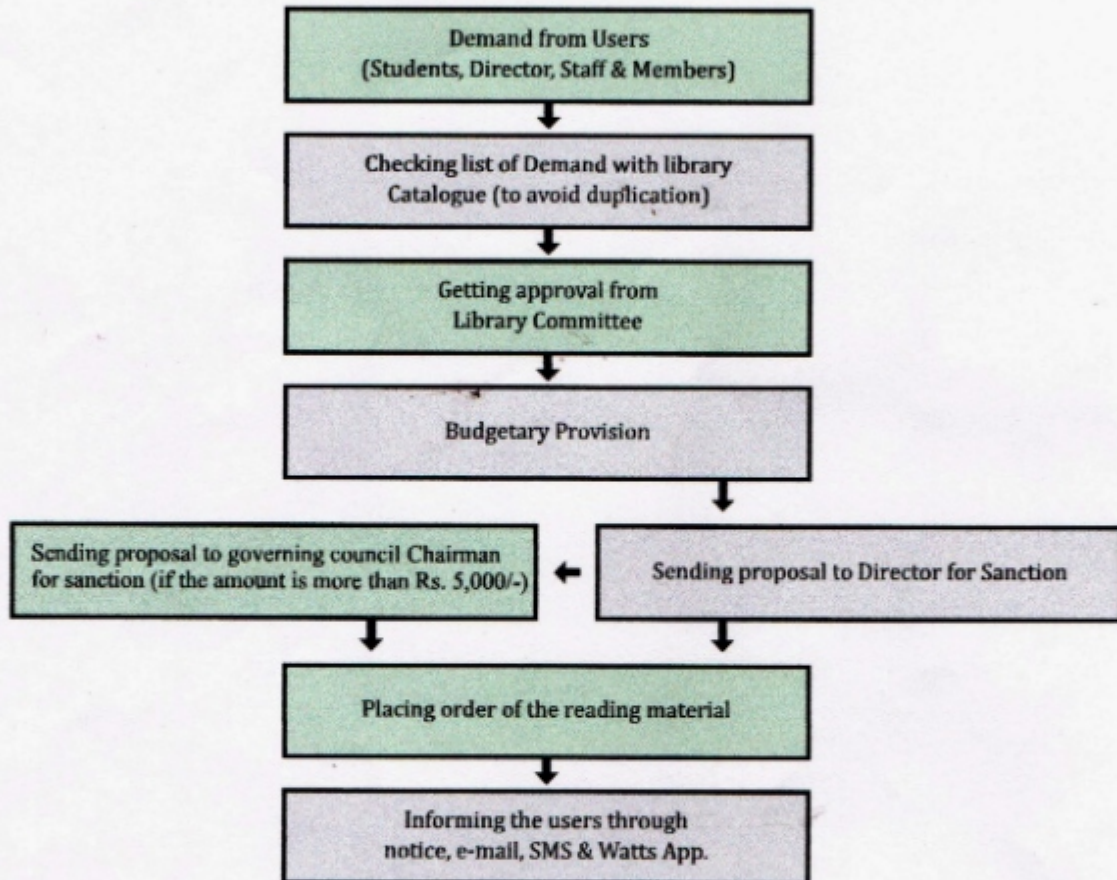 Demand from Users
(Students, Director, Staff & Members)
Checking list of Demand with library
Catalogue (to avoid duplication)
Getting approval from
Library Committee
Budgetary Provision
Sending proposal to governing council Chairman
for sanction (if the amount is more than Rs. 5,000/-)
Sending proposal to Director for Sanction
Placing order of the reading material
Informing the users through
notice, e-mail, SMS & Watts App.